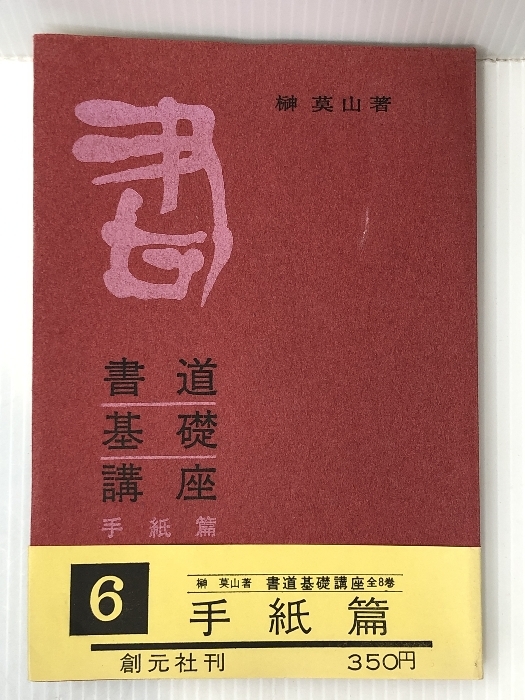 榊 莫山著
書
書道
基礎
講座
手紙篇
6
榊 莫山著 書道基礎講座全8巻
手紙篇
創元社刊 350円